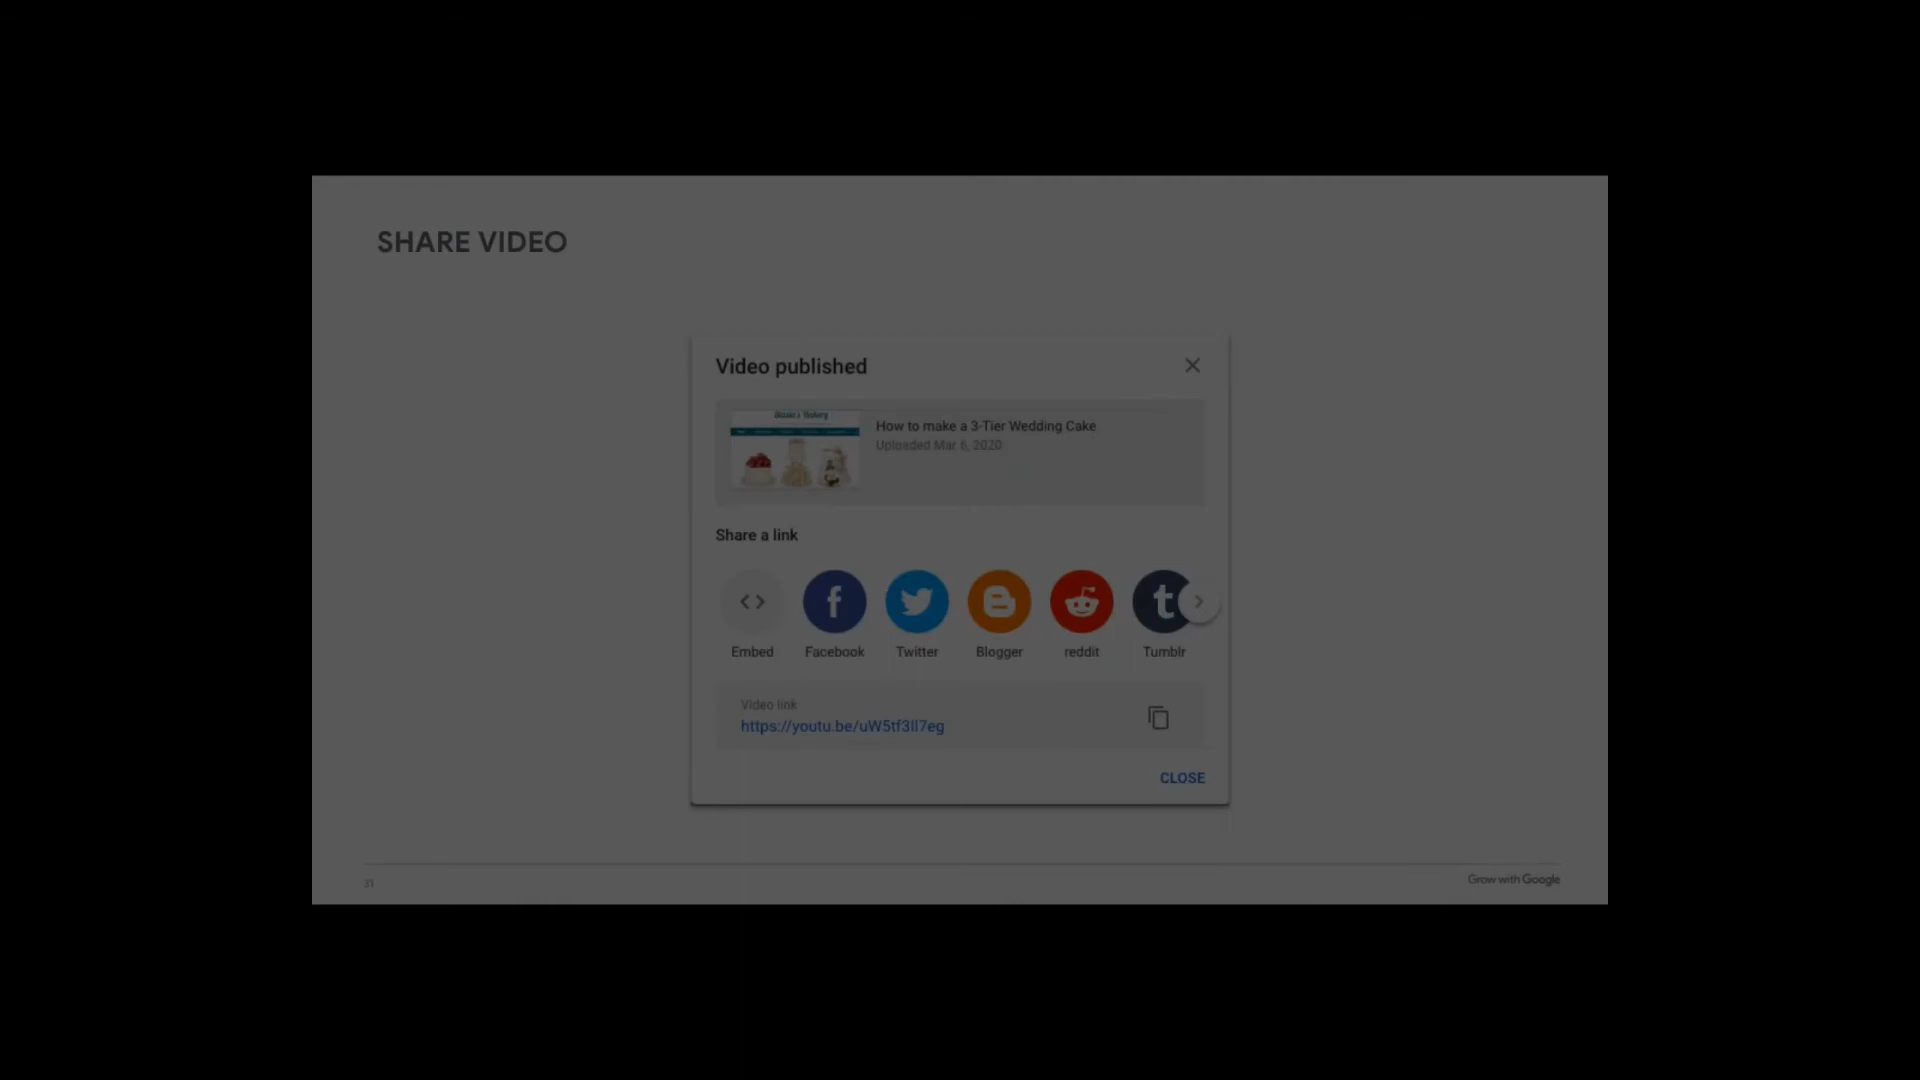 SHARE VIDEO
Video published
How to make a 3-Tier Wedding Cake
Uploaded Mar 6, 2020
Share a link
Embed
Facebook
Twitter
Blogger
reddit
Tumblr
Video link
https://youtu.be/uW5tf3Il7eg
CLOSE
Grow with Google